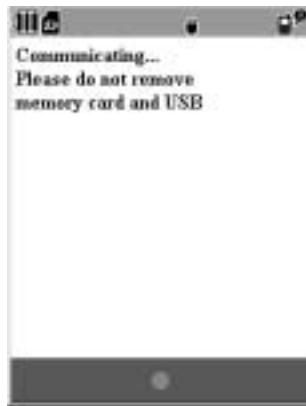 Communicating...
Please do not remove
memory card and USB